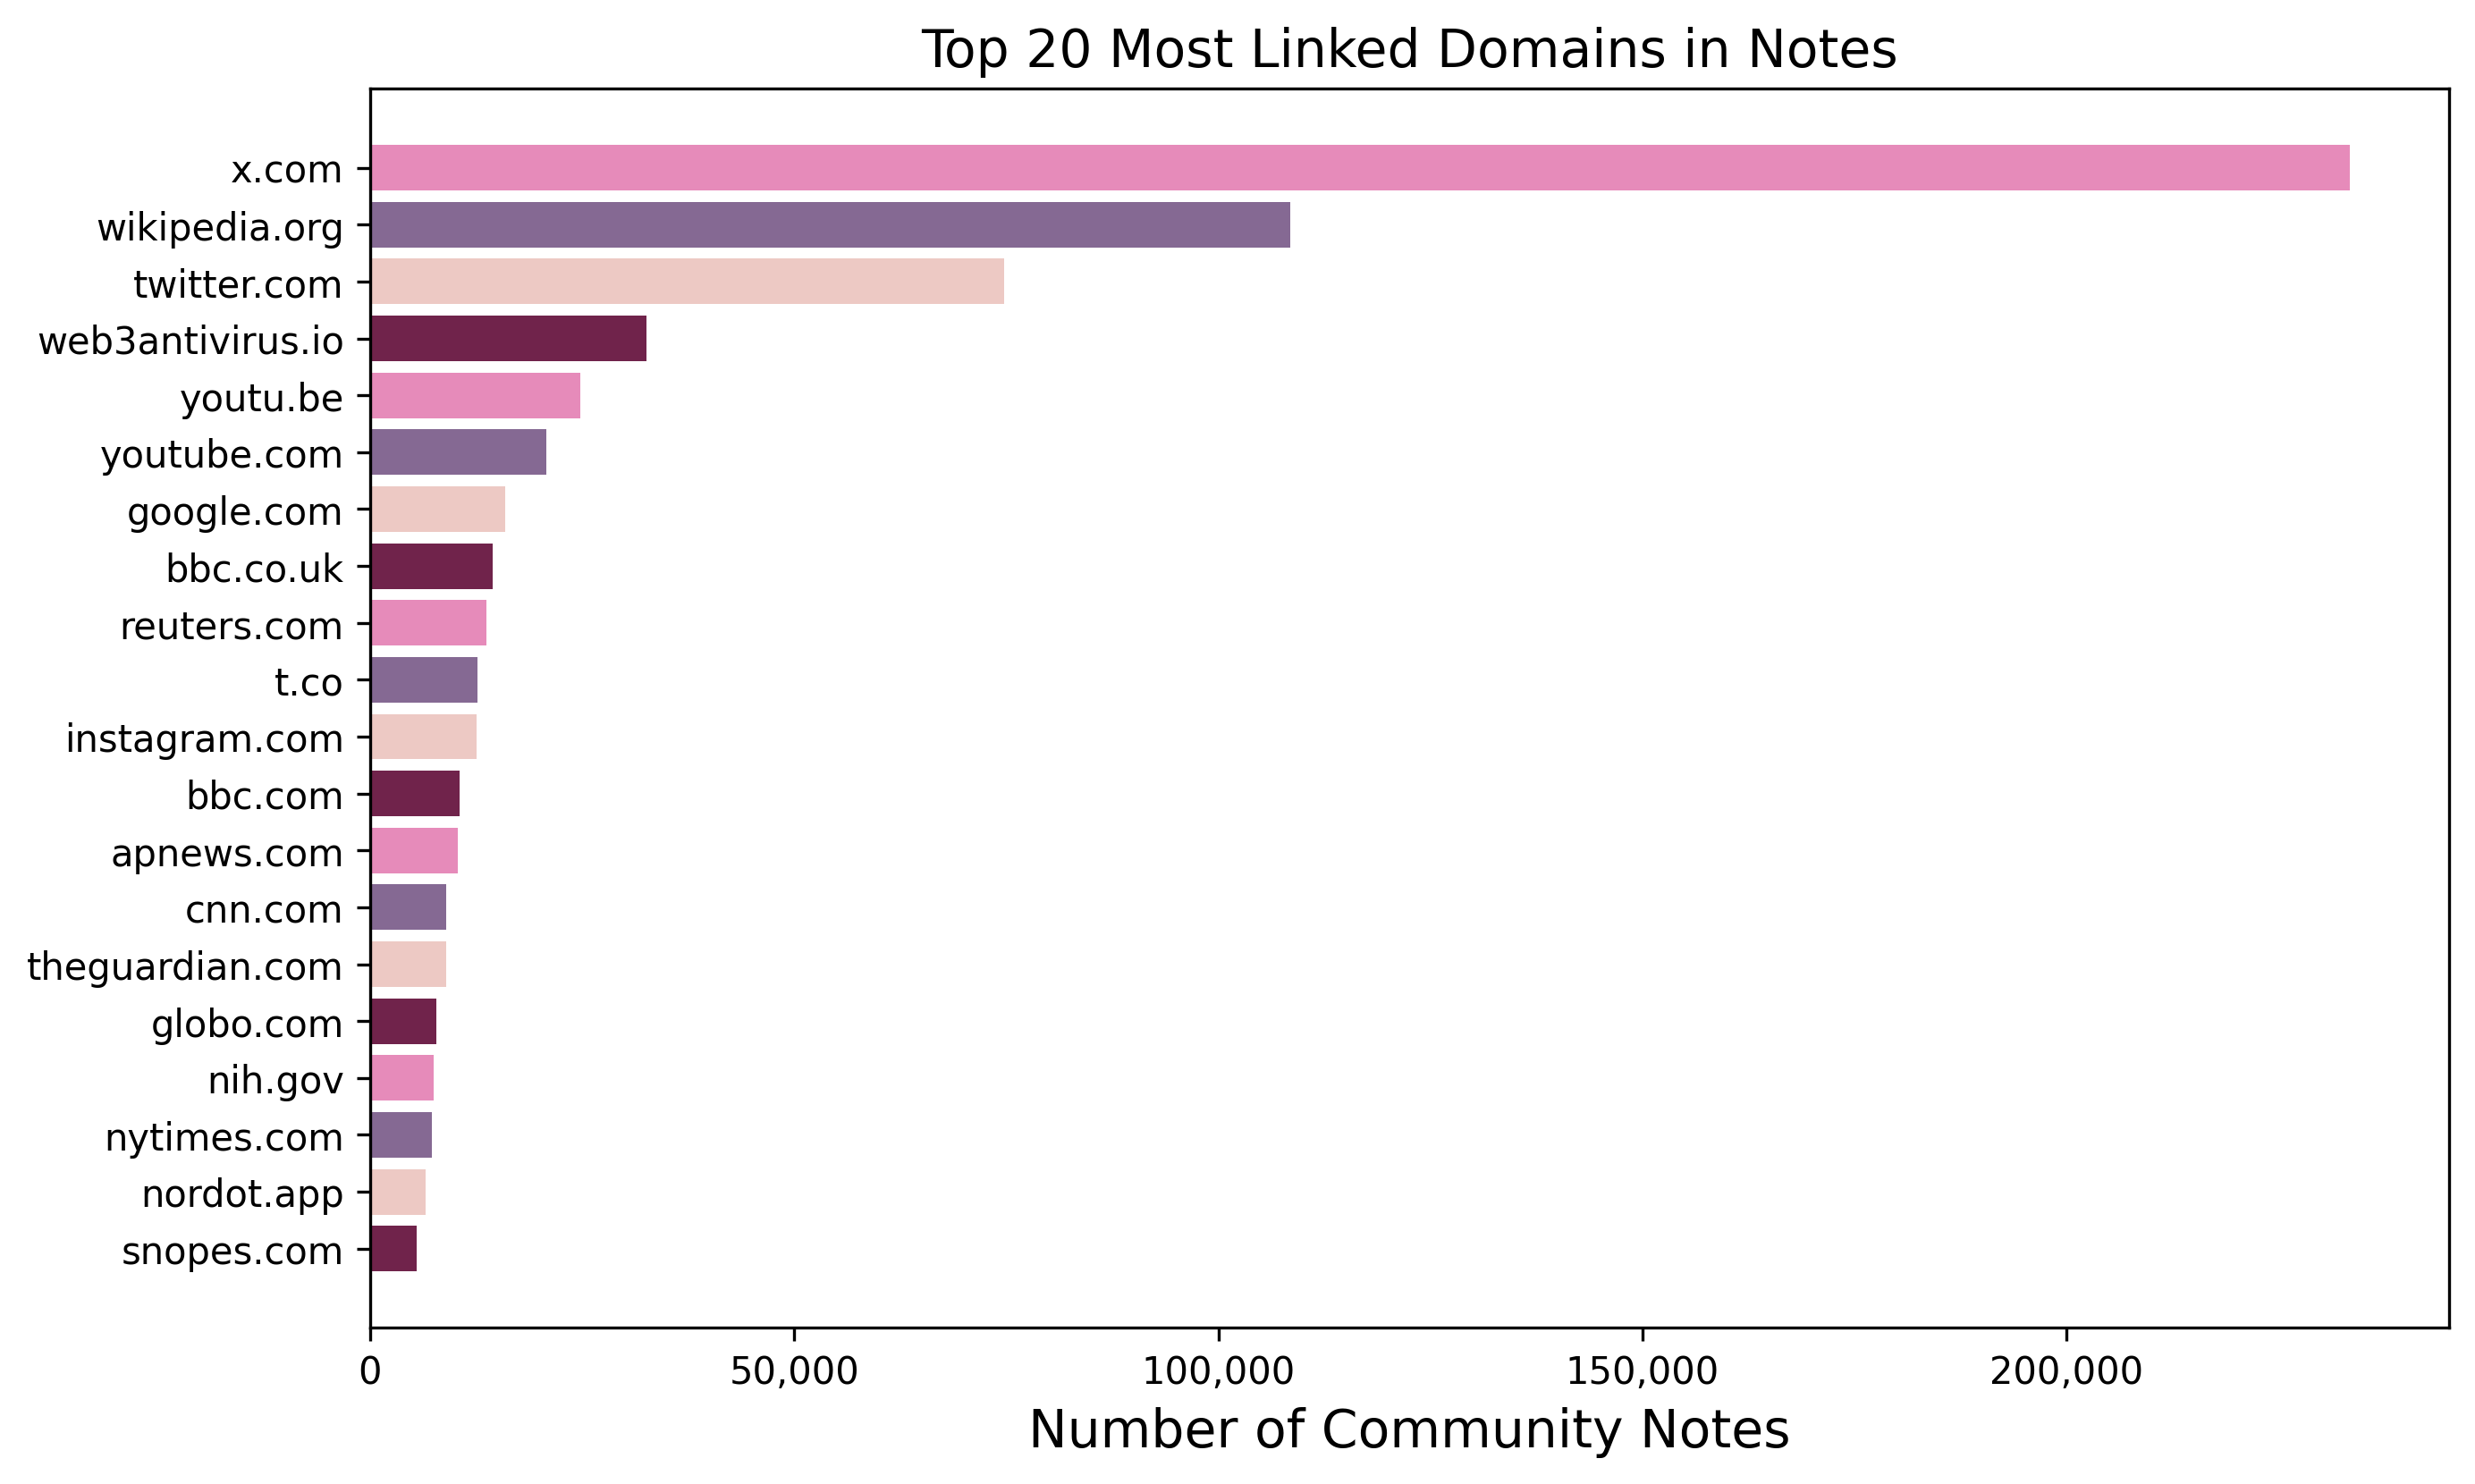 Top 20 Most Linked Domains in Notes
x.com
wikipedia.org
twitter.com
web3antivirus.io
youtu.be
youtube.com
google.com
bbc.co.uk
reuters.com
t.co
instagram.com
bbc.com
apnews.com
cnn.com
theguardian.com
globo.com
nih.gov
nytimes.com
nordot.app
snopes.com
0 50,000 100,000 150,000 200,000
Number of Community Notes